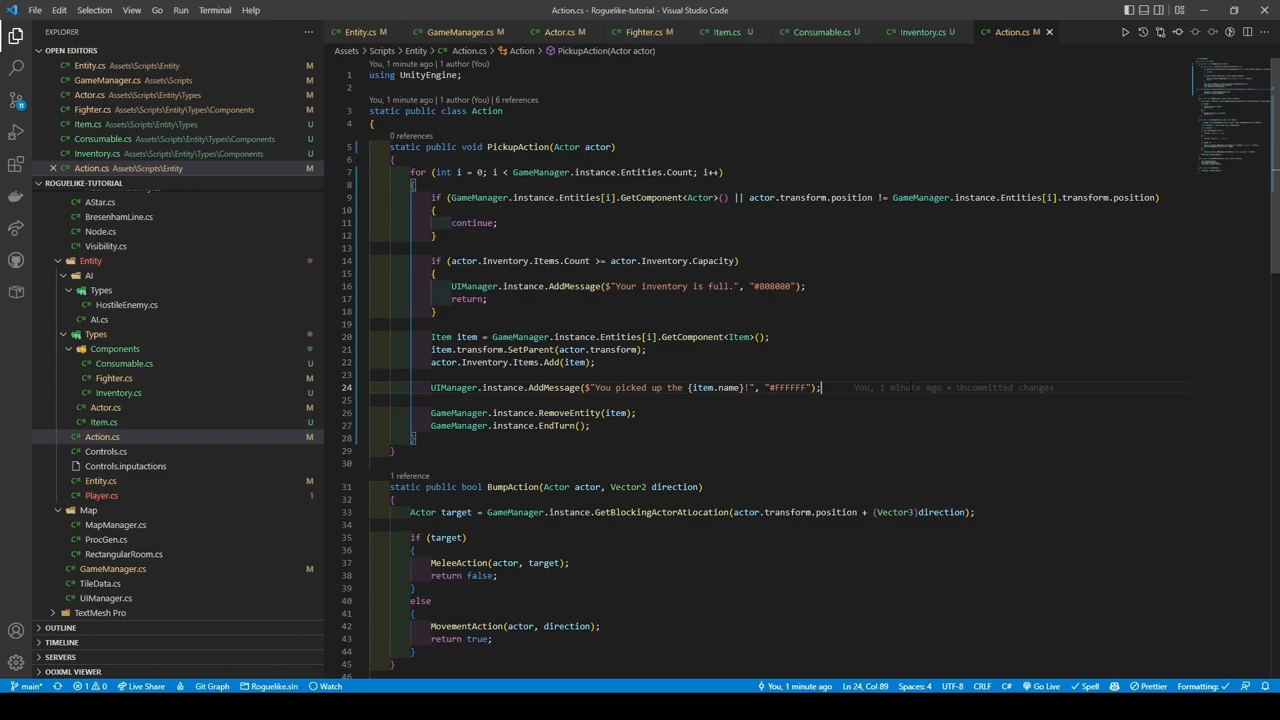 File Edit Selection View Go Run Terminal Help
Action.cs - Roguelike-tutorial - Visual Studio Code
EXPLORER
OPEN EDITORS
Entity.cs Assets\Scripts\Entity M
GameManager.cs Assets\Scripts M
Actor.cs Assets\Scripts\Entity\Types M
Fighter.cs Assets\Scripts\Entity\Types\Components M
Item.cs Assets\Scripts\Entity\Types U
Consumable.cs Assets\Scripts\Entity\Types\Components U
Inventory.cs Assets\Scripts\Entity\Types\Components U
Action.cs Assets\Scripts\Entity M
ROGUELIKE-TUTORIAL
AStar.cs
BresenhamLine.cs
Node.cs
Visibility.cs
Entity
AI
Types
HostileEnemy.cs
AI.cs
Types
Components
Consumable.cs U
Fighter.cs M
Inventory.cs U
Actor.cs M
Item.cs U
Action.cs M
Controls.cs
Controls.inputactions
Entity.cs M
Player.cs 1
Map
MapManager.cs
ProcGen.cs
RectangularRoom.cs
GameManager.cs M
TileData.cs
UIManager.cs
TextMesh Pro
OUTLINE
TIMELINE
SERVERS
OOXML VIEWER
11
Entity.cs M GameManager.cs M Actor.cs M Fighter.cs M Item.cs U Consumable.cs U Inventory.cs U Action.cs M
Assets > Scripts > Entity > Action.cs > Action > PickupAction(Actor actor)
You, 1 minute ago | 1 author (You)
1 using UnityEngine;
2
You, 1 minute ago | 1 author (You) | 6 references
3 static public class Action
4 {
0 references
5 static public void PickupAction(Actor actor)
6 {
7 for (int i = 0; i < GameManager.instance.Entities.Count; i++)
8 {
9 if (GameManager.instance.Entities[i].GetComponent<Actor>() || actor.transform.position != GameManager.instance.Entities[i].transform.position)
10 {
11 continue;
12 }
13
14 if (actor.Inventory.Items.Count >= actor.Inventory.Capacity)
15 {
16 UIManager.instance.AddMessage($"Your inventory is full.", "#808080");
17 return;
18 }
19
20 Item item = GameManager.instance.Entities[i].GetComponent<Item>();
21 item.transform.SetParent(actor.transform);
22 actor.Inventory.Items.Add(item);
23
24 UIManager.instance.AddMessage($"You picked up the {item.name}!", "#FFFFFF"); You, 1 minute ago • Uncommitted changes
25
26 GameManager.instance.RemoveEntity(item);
27 GameManager.instance.EndTurn();
28 }
29 }
30
1 reference
31 static public bool BumpAction(Actor actor, Vector2 direction)
32 {
33 Actor target = GameManager.instance.GetBlockingActorAtLocation(actor.transform.position + (Vector3)direction);
34
35 if (target)
36 {
37 MeleeAction(actor, target);
38 return false;
39 }
40 else
41 {
42 MovementAction(actor, direction);
43 return true;
44 }
45 }
main* 1 0 Live Share Git Graph Roguelike.sln Watch You, 1 minute ago Ln 24, Col 89 Spaces: 4 UTF-8 CRLF C# Go Live Spell Prettier Formatting: